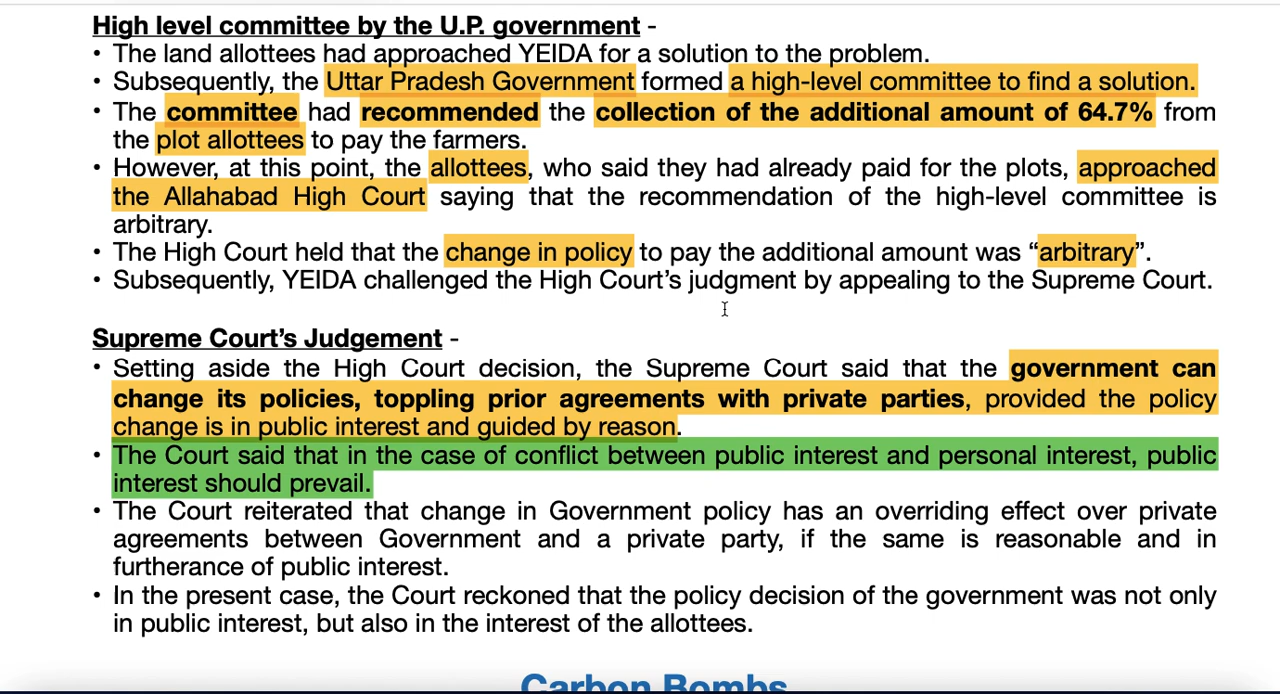 High level committee by the U.P. government -
• The land allottees had approached YEIDA for a solution to the problem.
• Subsequently, the Uttar Pradesh Government formed a high-level committee to find a solution.
• The committee had recommended the collection of the additional amount of 64.7% from
the plot allottees to pay the farmers.
• However, at this point, the allottees, who said they had already paid for the plots, approached
the Allahabad High Court saying that the recommendation of the high-level committee is
arbitrary.
• The High Court held that the change in policy to pay the additional amount was “arbitrary”.
• Subsequently, YEIDA challenged the High Court’s judgment by appealing to the Supreme Court.
Supreme Court’s Judgement -
• Setting aside the High Court decision, the Supreme Court said that the government can
change its policies, toppling prior agreements with private parties, provided the policy
change is in public interest and guided by reason.
• The Court said that in the case of conflict between public interest and personal interest, public
interest should prevail.
• The Court reiterated that change in Government policy has an overriding effect over private
agreements between Government and a private party, if the same is reasonable and in
furtherance of public interest.
• In the present case, the Court reckoned that the policy decision of the government was not only
in public interest, but also in the interest of the allottees.
Carbon Bombs